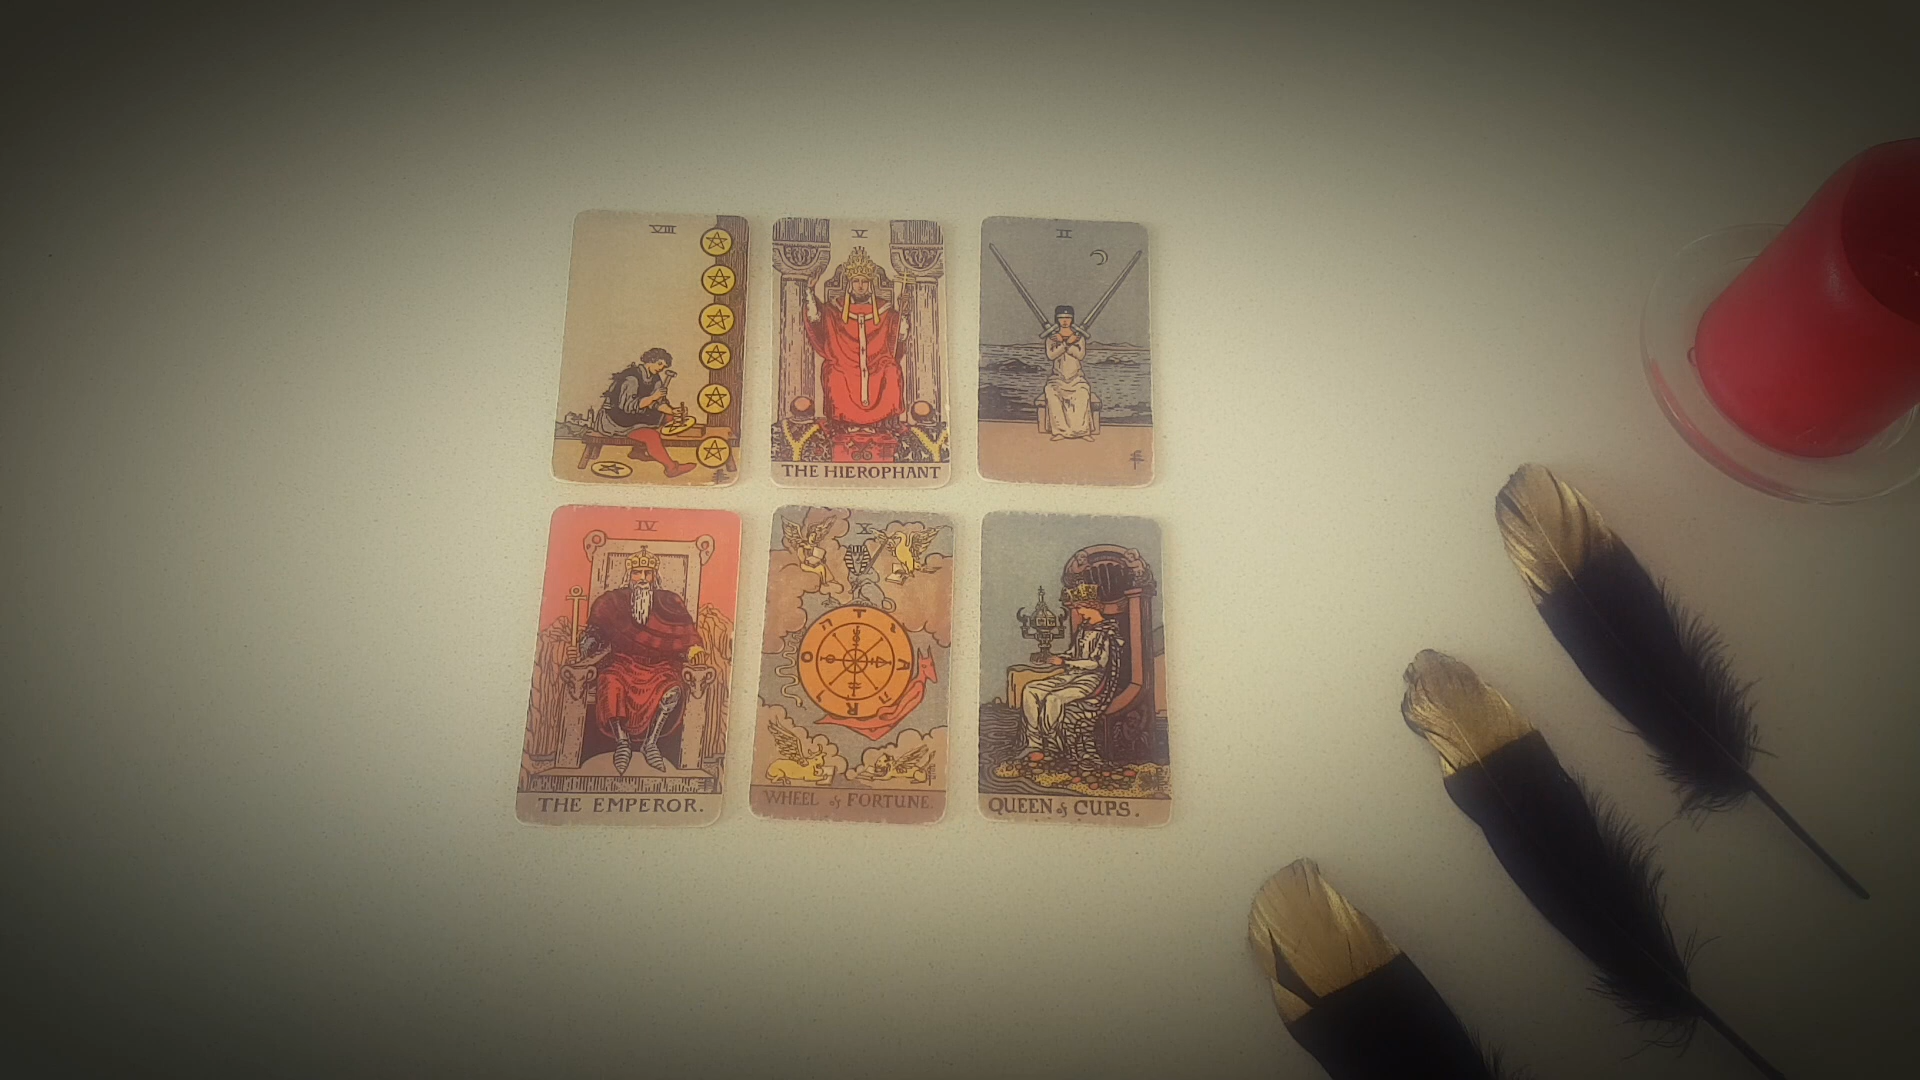 VIII
V
THE HIEROPHANT
II
IV
THE EMPEROR.
X
T A R O
WHEEL of FORTUNE.
QUEEN of CUPS.